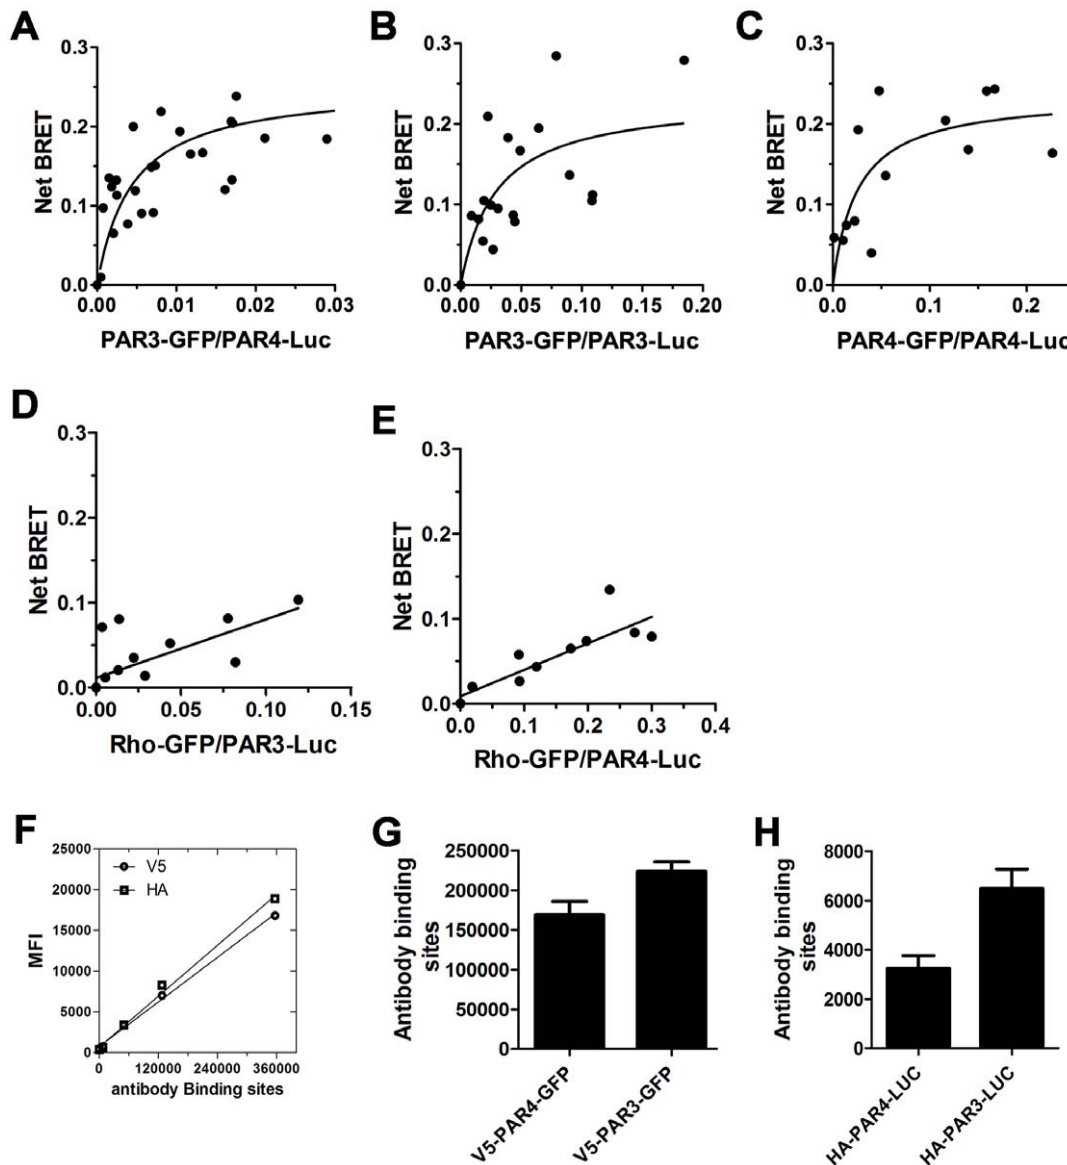 A
Net BRET
0.3
0.2
0.1
0.0
0.00 0.01 0.02 0.03
PAR3-GFP/PAR4-Luc
B
Net BRET
0.3
0.2
0.1
0.0
0.00 0.05 0.10 0.15 0.20
PAR3-GFP/PAR3-Luc
C
Net BRET
0.3
0.2
0.1
0.0
0.0 0.1 0.2
PAR4-GFP/PAR4-Luc
D
Net BRET
0.3
0.2
0.1
0.0
0.00 0.05 0.10 0.15
Rho-GFP/PAR3-Luc
E
Net BRET
0.3
0.2
0.1
0.0
0.0 0.1 0.2 0.3 0.4
Rho-GFP/PAR4-Luc
F
MFI
25000
20000
15000
10000
5000
0
V5
HA
0 120000 240000 360000
antibody Binding sites
G
Antibody binding
sites
250000
200000
150000
100000
50000
0
V5-PAR4-GFP
V5-PAR3-GFP
H
Antibody binding
sites
8000
6000
4000
2000
0
HA-PAR4-LUC
HA-PAR3-LUC